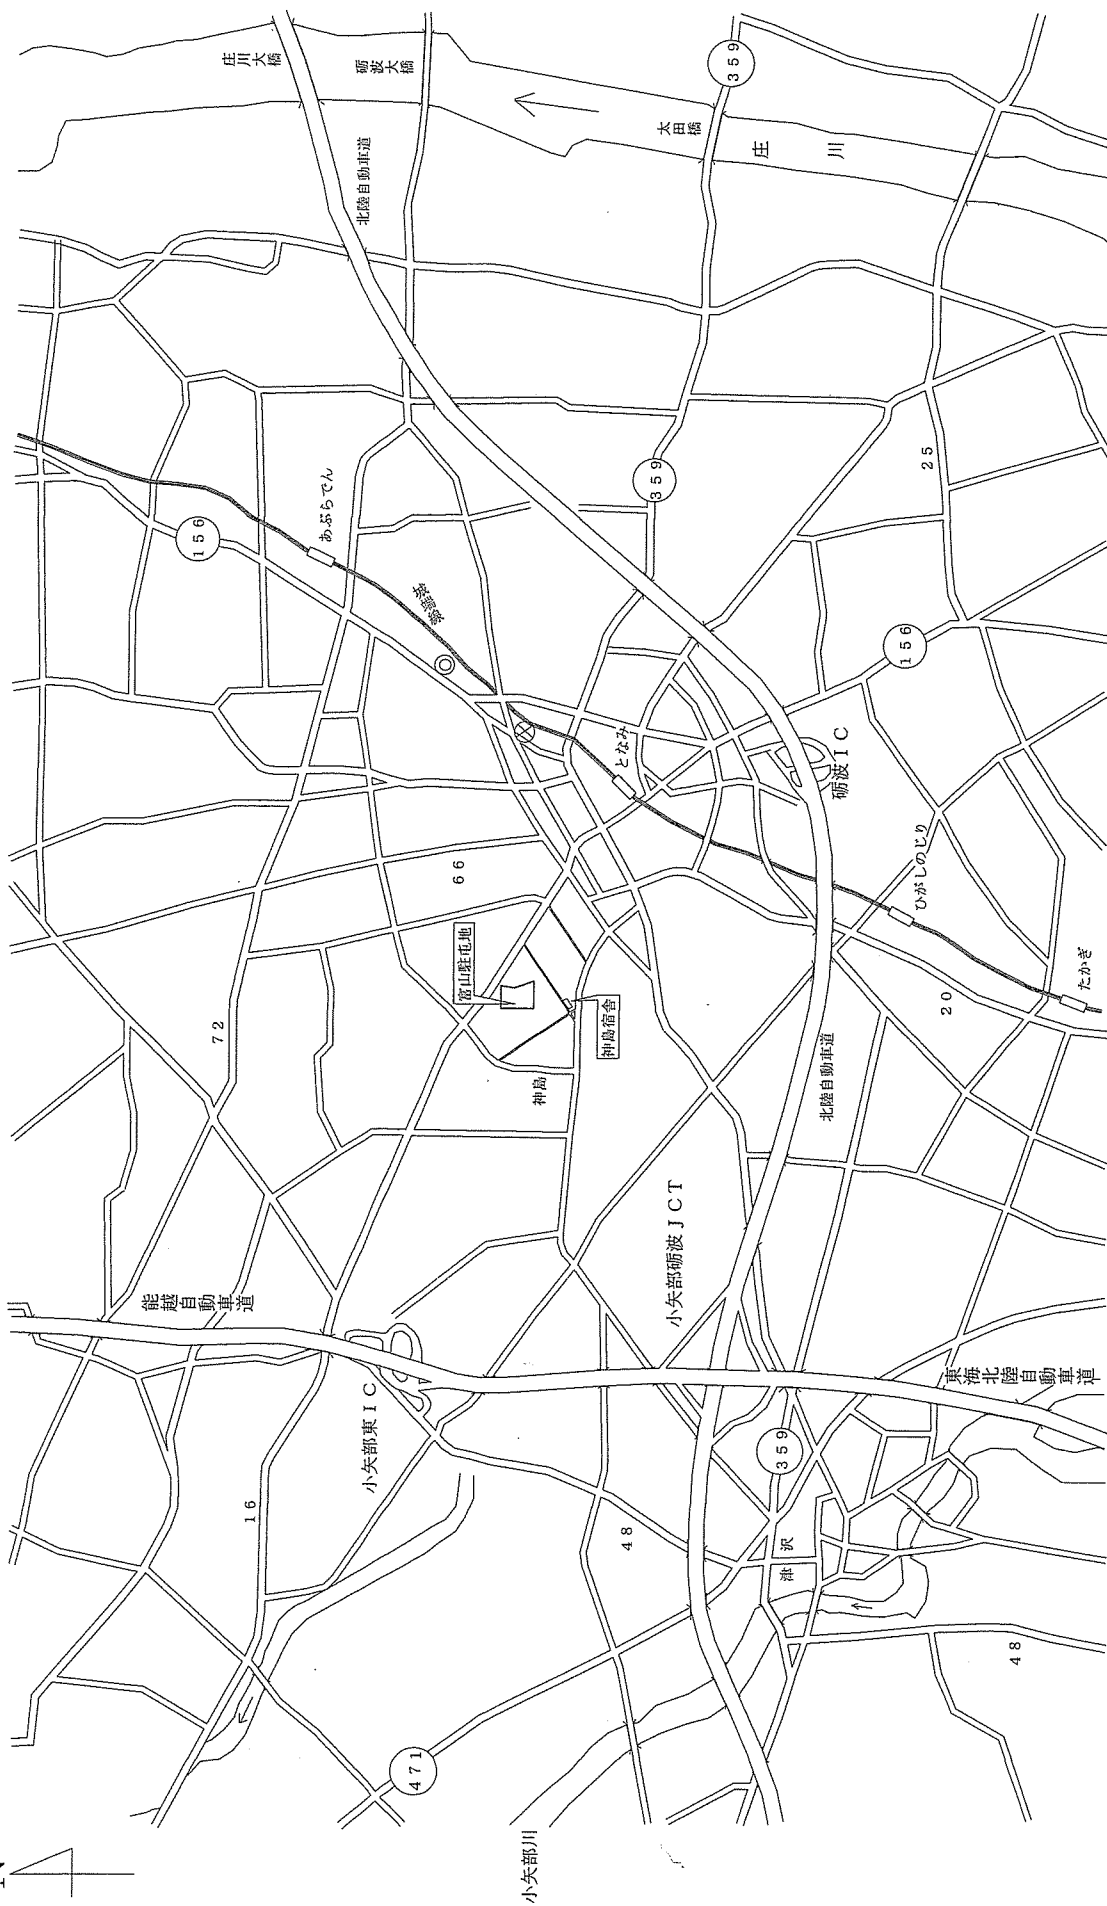 N
小矢部川
471
16
48
48
津沢
359
小矢部東IC
能越自動車道
東海北陸自動車道
小矢部砺波JCT
北陸自動車道
72
神島
神島宿舎
富山駐屯地
66
20
たかぎ
ひがしのじり
砺波IC
となみ
城端線
あぶらでん
156
156
25
359
359
北陸自動車道
庄川大橋
砺波大橋
太田橋
庄川